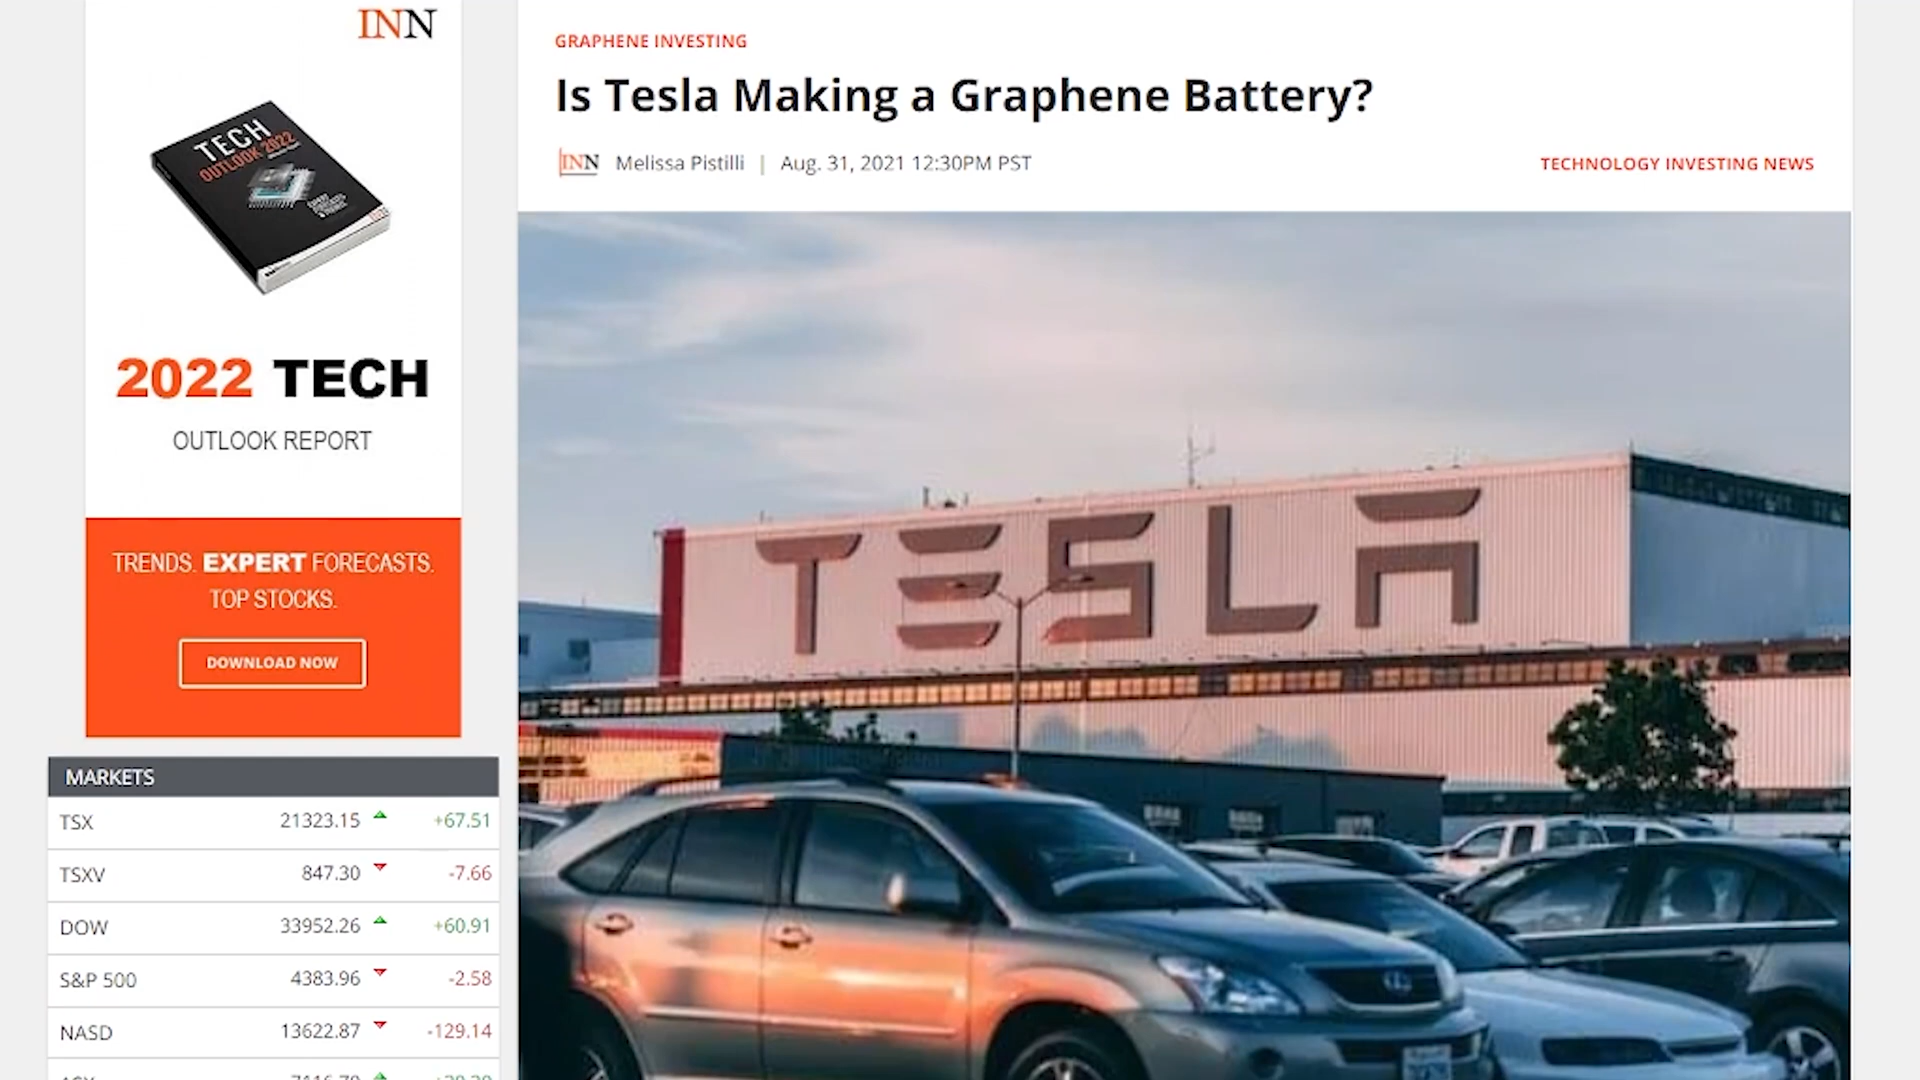 INN
TECH
OUTLOOK 2022
INN
2022 TECH
OUTLOOK REPORT
TRENDS. EXPERT FORECASTS.
TOP STOCKS.
DOWNLOAD NOW
MARKETS
TSX 21323.15 +67.51
TSXV 847.30 -7.66
DOW 33952.26 +60.91
S&P 500 4383.96 -2.58
NASD 13622.87 -129.14
GRAPHENE INVESTING
Is Tesla Making a Graphene Battery?
INN Melissa Pistilli | Aug. 31, 2021 12:30PM PST
TECHNOLOGY INVESTING NEWS
TESLA